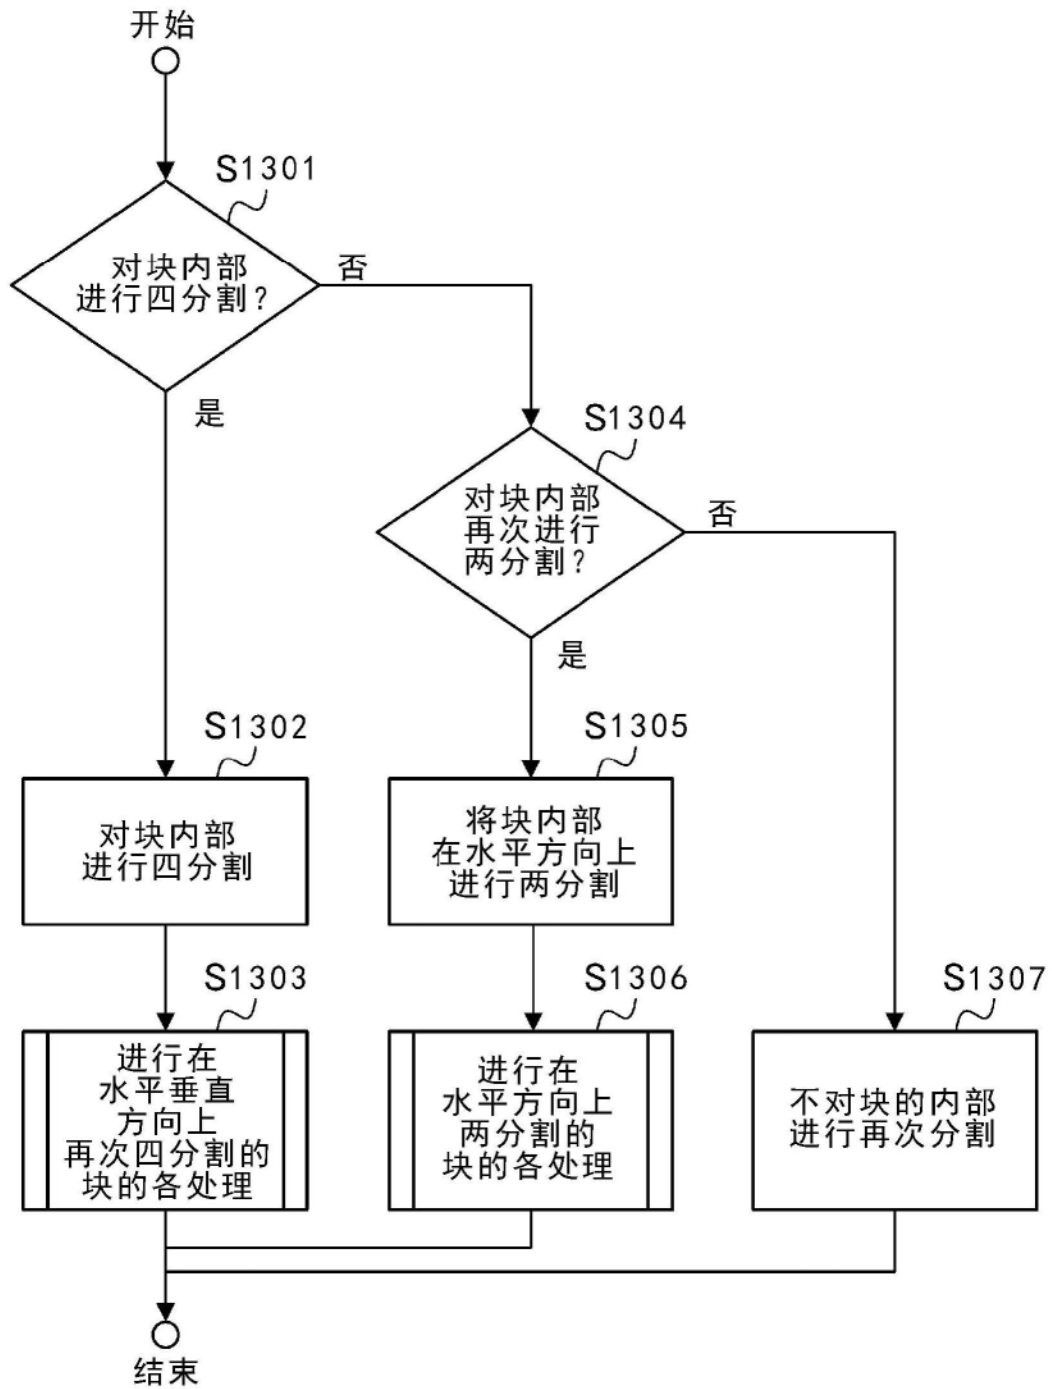 开始
S1301
对块内部
进行四分割？
否
是
S1304
对块内部
再次进行
两分割？
否
是
S1302
对块内部
进行四分割
S1305
将块内部
在水平方向上
进行两分割
S1303
进行在
水平垂直
方向上
再次四分割的
块的各处理
S1306
进行在
水平方向上
两分割的
块的各处理
S1307
不对块的内部
进行再次分割
结束